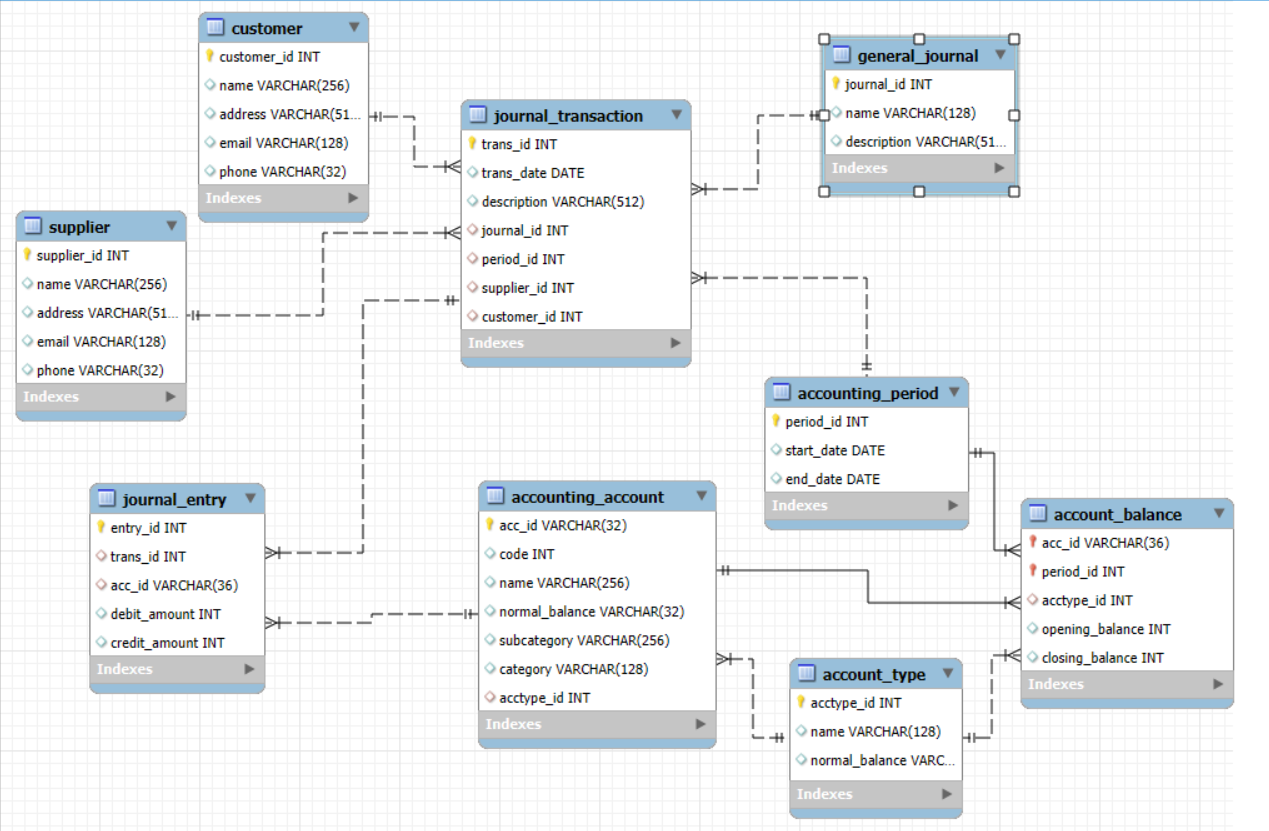 customer
customer_id INT
name VARCHAR(256)
address VARCHAR(51...
email VARCHAR(128)
phone VARCHAR(32)
Indexes
general_journal
journal_id INT
name VARCHAR(128)
description VARCHAR(51...
Indexes
journal_transaction
trans_id INT
trans_date DATE
description VARCHAR(512)
journal_id INT
period_id INT
supplier_id INT
customer_id INT
Indexes
supplier
supplier_id INT
name VARCHAR(256)
address VARCHAR(51...
email VARCHAR(128)
phone VARCHAR(32)
Indexes
accounting_period
period_id INT
start_date DATE
end_date DATE
Indexes
journal_entry
entry_id INT
trans_id INT
acc_id VARCHAR(36)
debit_amount INT
credit_amount INT
Indexes
accounting_account
acc_id VARCHAR(32)
code INT
name VARCHAR(256)
normal_balance VARCHAR(32)
subcategory VARCHAR(256)
category VARCHAR(128)
acctype_id INT
Indexes
account_balance
acc_id VARCHAR(36)
period_id INT
acctype_id INT
opening_balance INT
closing_balance INT
Indexes
account_type
acctype_id INT
name VARCHAR(128)
normal_balance VARC...
Indexes